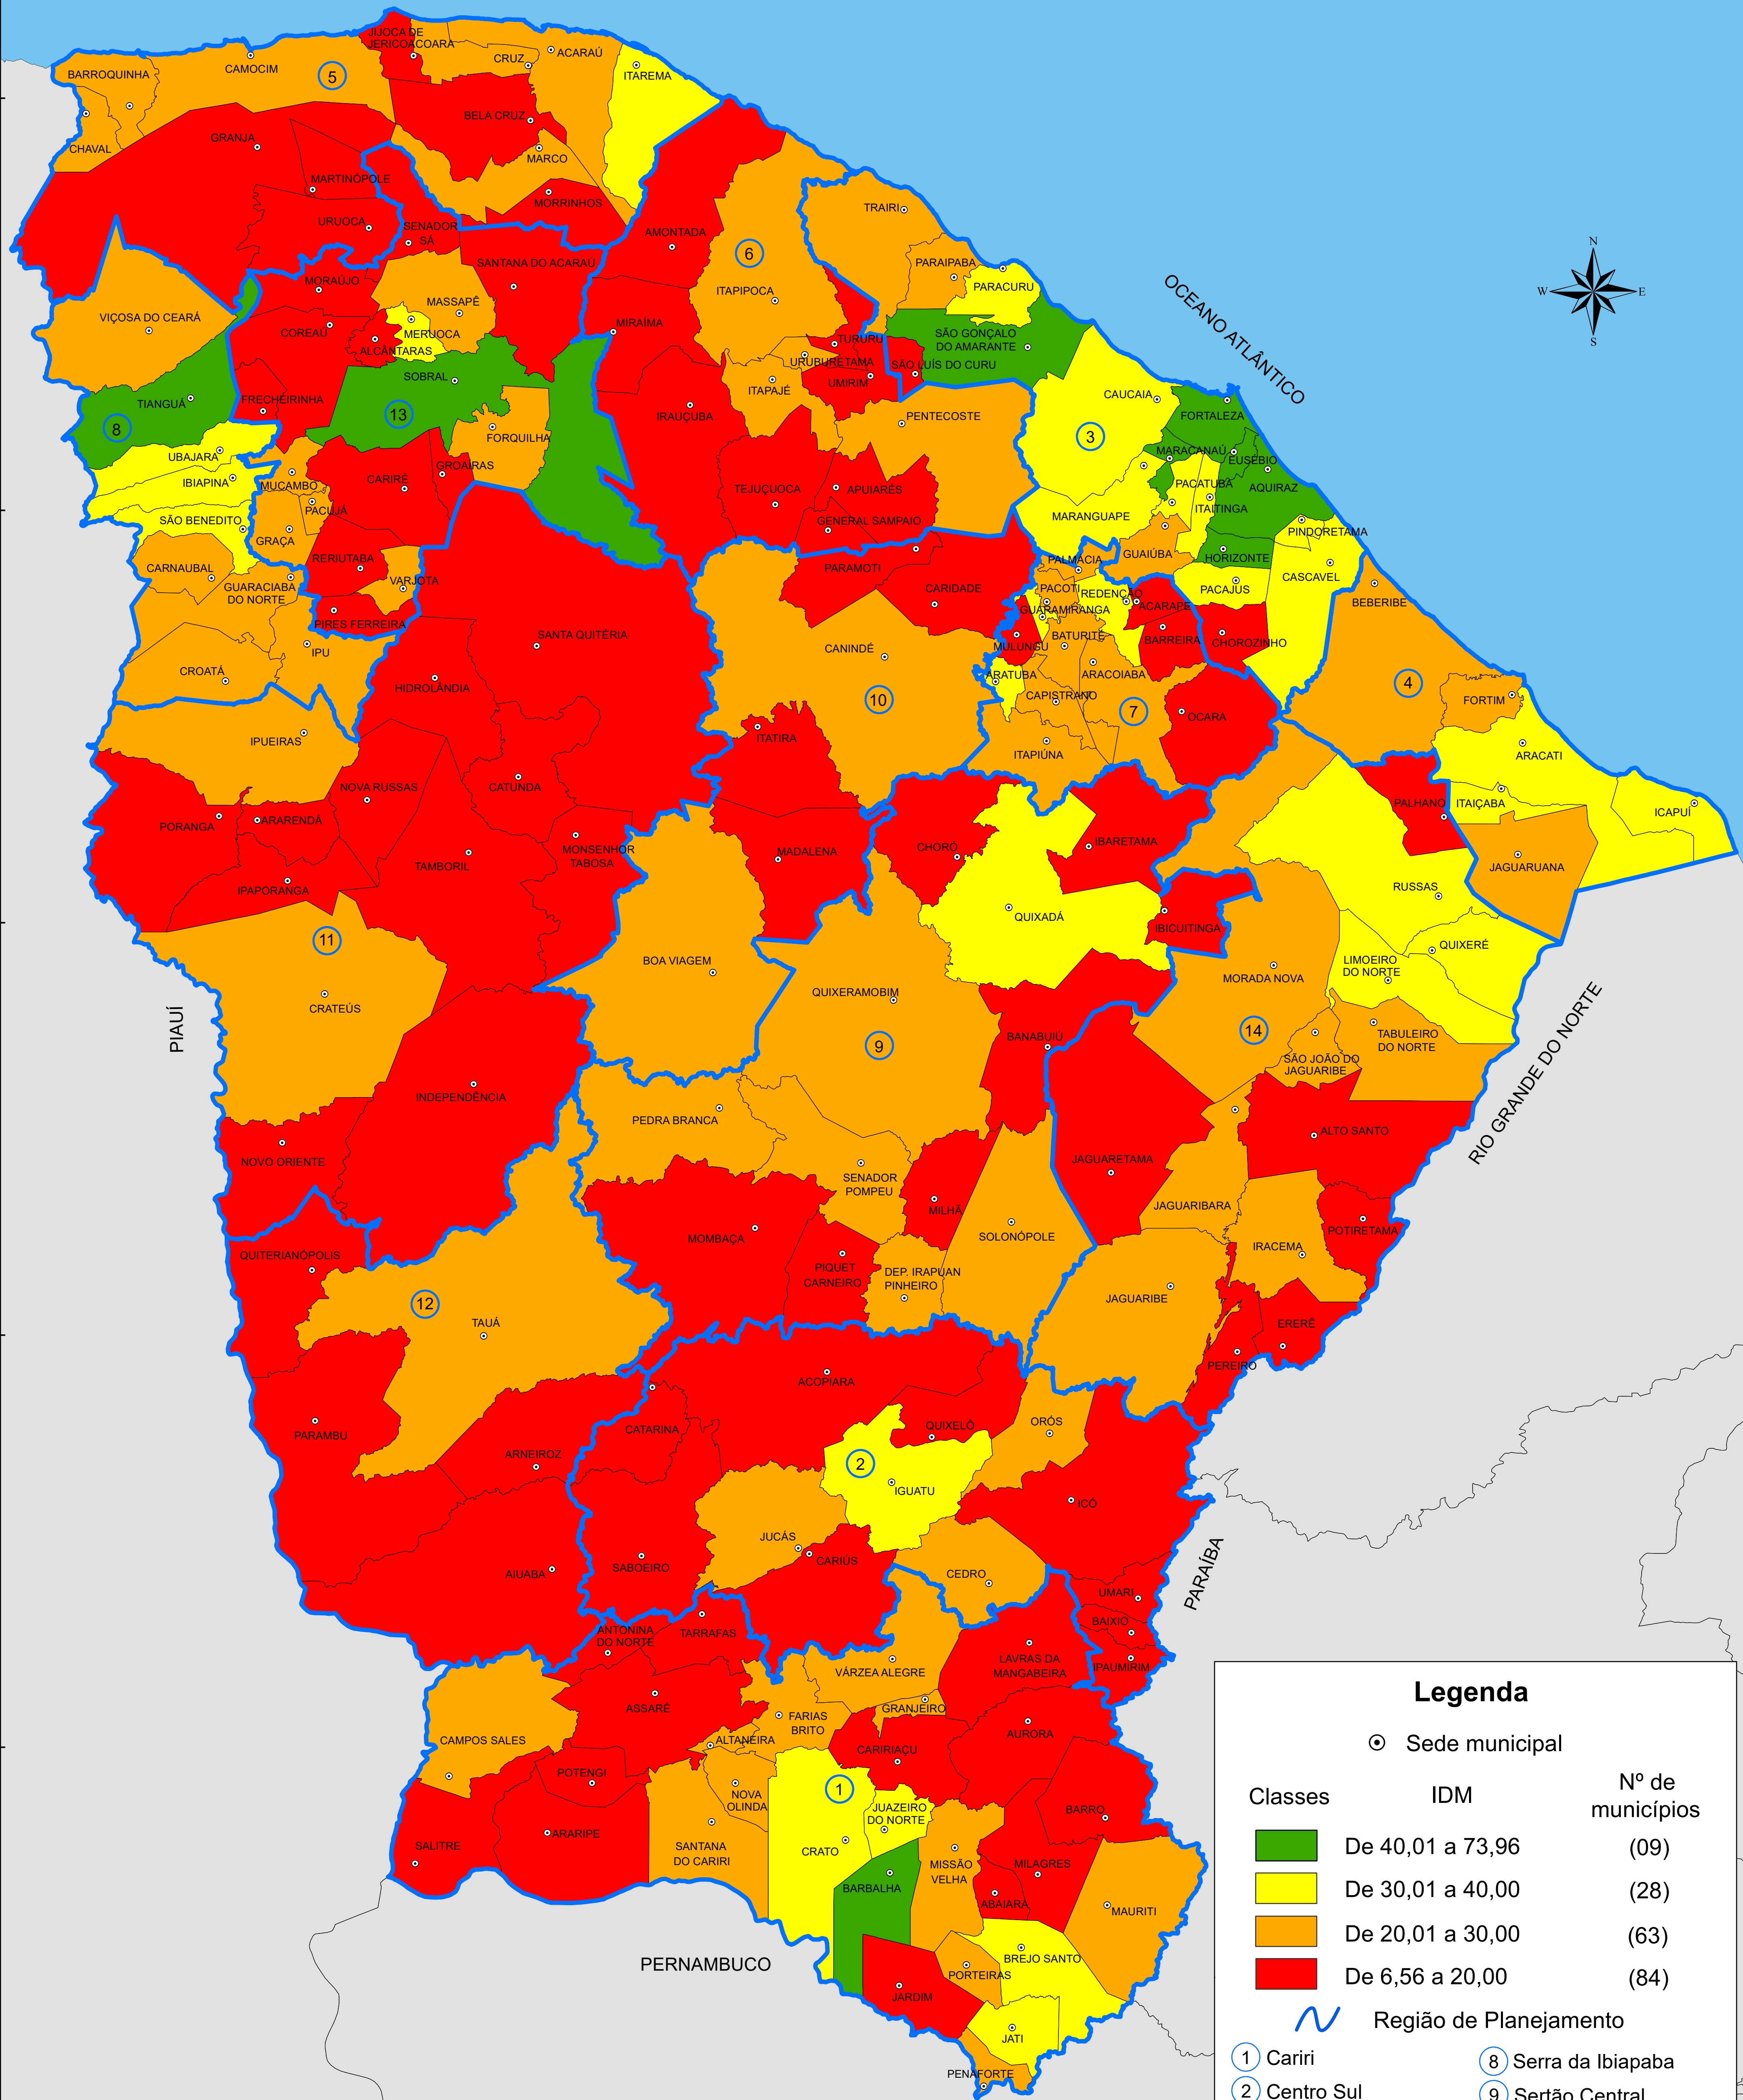 JIJOCA DE
JERICOACOARA
CRUZ
ACARAÚ
BARROQUINHA
CAMOCIM
5
ITAREMA
BELA CRUZ
CHAVAL
GRANJA
MARCO
MARTINÓPOLE
MORRINHOS
URUOCA
SENADOR
SÁ
AMONTADA
TRAIRI
6
SANTANA DO ACARAÚ
PARAIPABA
MORAÚJO
ITAPIPOCA
PARACURU
OCEANO ATLÂNTICO
N
W
E
S
MASSAPÊ
VIÇOSA DO CEARÁ
MIRAÍMA
COREAÚ
MERUOCA
SÃO GONÇALO
DO AMARANTE
ALCÂNTARAS
TURURU
URUBURETAMA
SÃO LUÍS DO CURU
SOBRAL
UMIRIM
ITAPAJÉ
FRECHEIRINHA
TIANGUÁ
CAUCAIA
8
13
IRAUÇUBA
PENTECOSTE
FORTALEZA
3
FORQUILHA
MARACANAÚ
UBAJARA
EUSÉBIO
GROAÍRAS
IBIAPINA
CARIRÉ
MUCAMBO
TEJUÇUOCA
APUIARÉS
PACATUBA
AQUIRAZ
PACUJÁ
ITAITINGA
SÃO BENEDITO
GENERAL SAMPAIO
MARANGUAPE
PINDORETAMA
GRAÇA
RERIUTABA
GUAIÚBA
HORIZONTE
CARNAUBAL
PARAMOTI
PALMÁCIA
CASCAVEL
GUARACIABA
DO NORTE
VARJOTA
CARIDADE
PACOTI
REDENÇÃO
PACAJUS
BEBERIBE
GUARAMIRANGA
ACARAPE
PIRES FERREIRA
SANTA QUITÉRIA
BATURITÉ
BARREIRA
CHOROZINHO
MULUNGU
IPU
CANINDÉ
CROATÁ
ARATUBA
ARACOIABA
HIDROLÂNDIA
CAPISTRANO
4
FORTIM
10
7
OCARA
IPUEIRAS
ITATIRA
ITAPIÚNA
ARACATI
NOVA RUSSAS
CATUNDA
PALHANO
ITAIÇABA
ICAPUÍ
PORANGA
ARARENDÁ
IBARETAMA
MONSENHOR
TABOSA
MADALENA
CHORÓ
TAMBORIL
JAGUARUANA
IPAPORANGA
RUSSAS
QUIXADÁ
IBICUITINGA
11
QUIXERÉ
BOA VIAGEM
LIMOEIRO
DO NORTE
MORADA NOVA
QUIXERAMOBIM
CRATEÚS
PIAUÍ
9
BANABUIÚ
14
TABULEIRO
DO NORTE
SÃO JOÃO DO
JAGUARIBE
RIO GRANDE DO NORTE
INDEPENDÊNCIA
PEDRA BRANCA
ALTO SANTO
NOVO ORIENTE
JAGUARETAMA
SENADOR
POMPEU
JAGUARIBARA
MILHÃ
MOMBAÇA
SOLONÓPOLE
POTIRETAMA
IRACEMA
QUITERIANÓPOLIS
PIQUET
CARNEIRO
DEP. IRAPUAN
PINHEIRO
JAGUARIBE
12
TAUÁ
ERERÊ
PEREIRO
ACOPIARA
PARAMBU
CATARINA
QUIXELÔ
ORÓS
ARNEIROZ
2
IGUATU
ICÓ
JUCÁS
CARIÚS
AIUABA
SABOEIRO
CEDRO
PARAÍBA
UMARI
BAIXIO
ANTONINA
DO NORTE
TARRAFAS
IPAUMIRIM
LAVRAS DA
MANGABEIRA
VÁRZEA ALEGRE
ASSARÉ
GRANJEIRO
FARIAS
BRITO
AURORA
CAMPOS SALES
ALTANEIRA
CARIRIAÇU
POTENGI
1
NOVA
OLINDA
JUAZEIRO
DO NORTE
BARRO
ARARIPE
SALITRE
SANTANA
DO CARIRI
CRATO
MISSÃO
VELHA
MILAGRES
BARBALHA
ABAIARA
MAURITI
BREJO SANTO
PERNAMBUCO
PORTEIRAS
JARDIM
JATI
PENAFORTE
Legenda
Sede municipal
Classes
IDM
Nº de
municípios
De 40,01 a 73,96
(09)
De 30,01 a 40,00
(28)
De 20,01 a 30,00
(63)
De 6,56 a 20,00
(84)
Região de Planejamento
1 Cariri
8 Serra da Ibiapaba
2 Centro Sul
9 Sertão Central